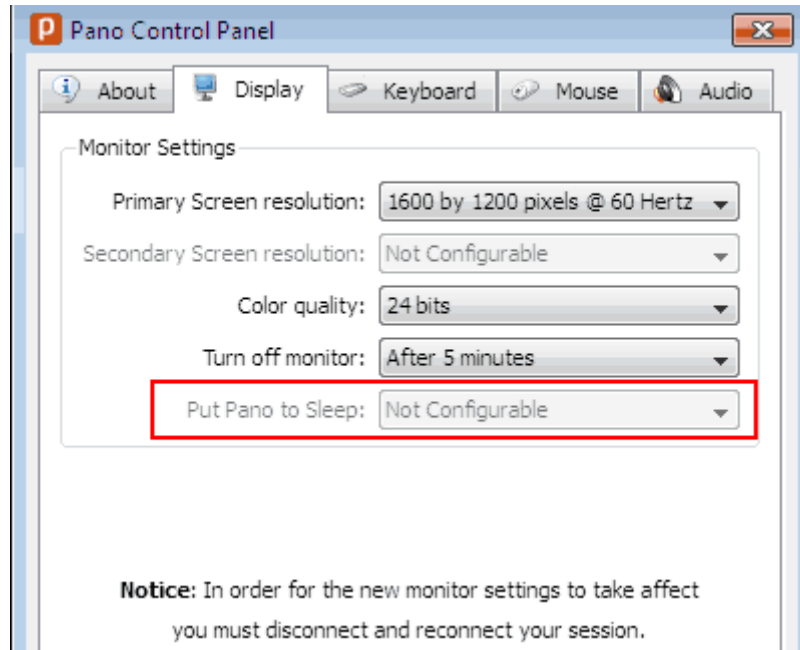 Pano Control Panel
About Display Keyboard Mouse Audio
Monitor Settings
Primary Screen resolution: 1600 by 1200 pixels @ 60 Hertz
Secondary Screen resolution: Not Configurable
Color quality: 24 bits
Turn off monitor: After 5 minutes
Put Pano to Sleep: Not Configurable
Notice: In order for the new monitor settings to take affect
you must disconnect and reconnect your session.